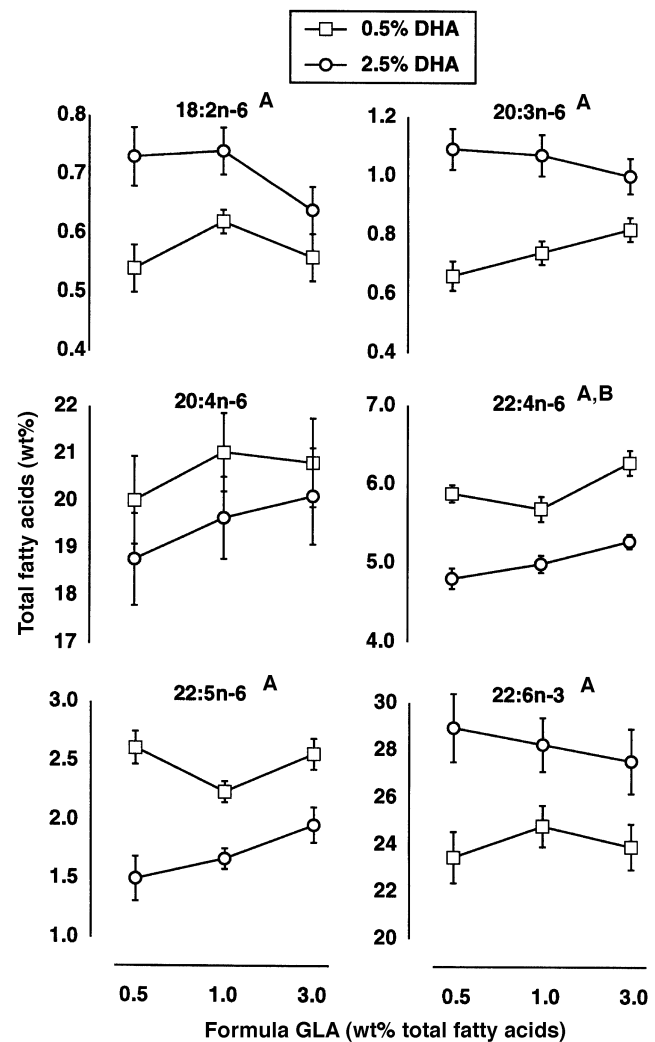 0.5% DHA
2.5% DHA
18:2n-6 A
0.8
0.7
0.6
0.5
0.4
20:3n-6 A
1.2
1.0
0.8
0.6
0.4
Total fatty acids (wt%)
20:4n-6
22
21
20
19
18
17
22:4n-6 A,B
7.0
6.0
5.0
4.0
22:5n-6 A
3.0
2.5
2.0
1.5
1.0
22:6n-3 A
30
28
26
24
22
20
0.5 1.0 3.0
0.5 1.0 3.0
Formula GLA (wt% total fatty acids)